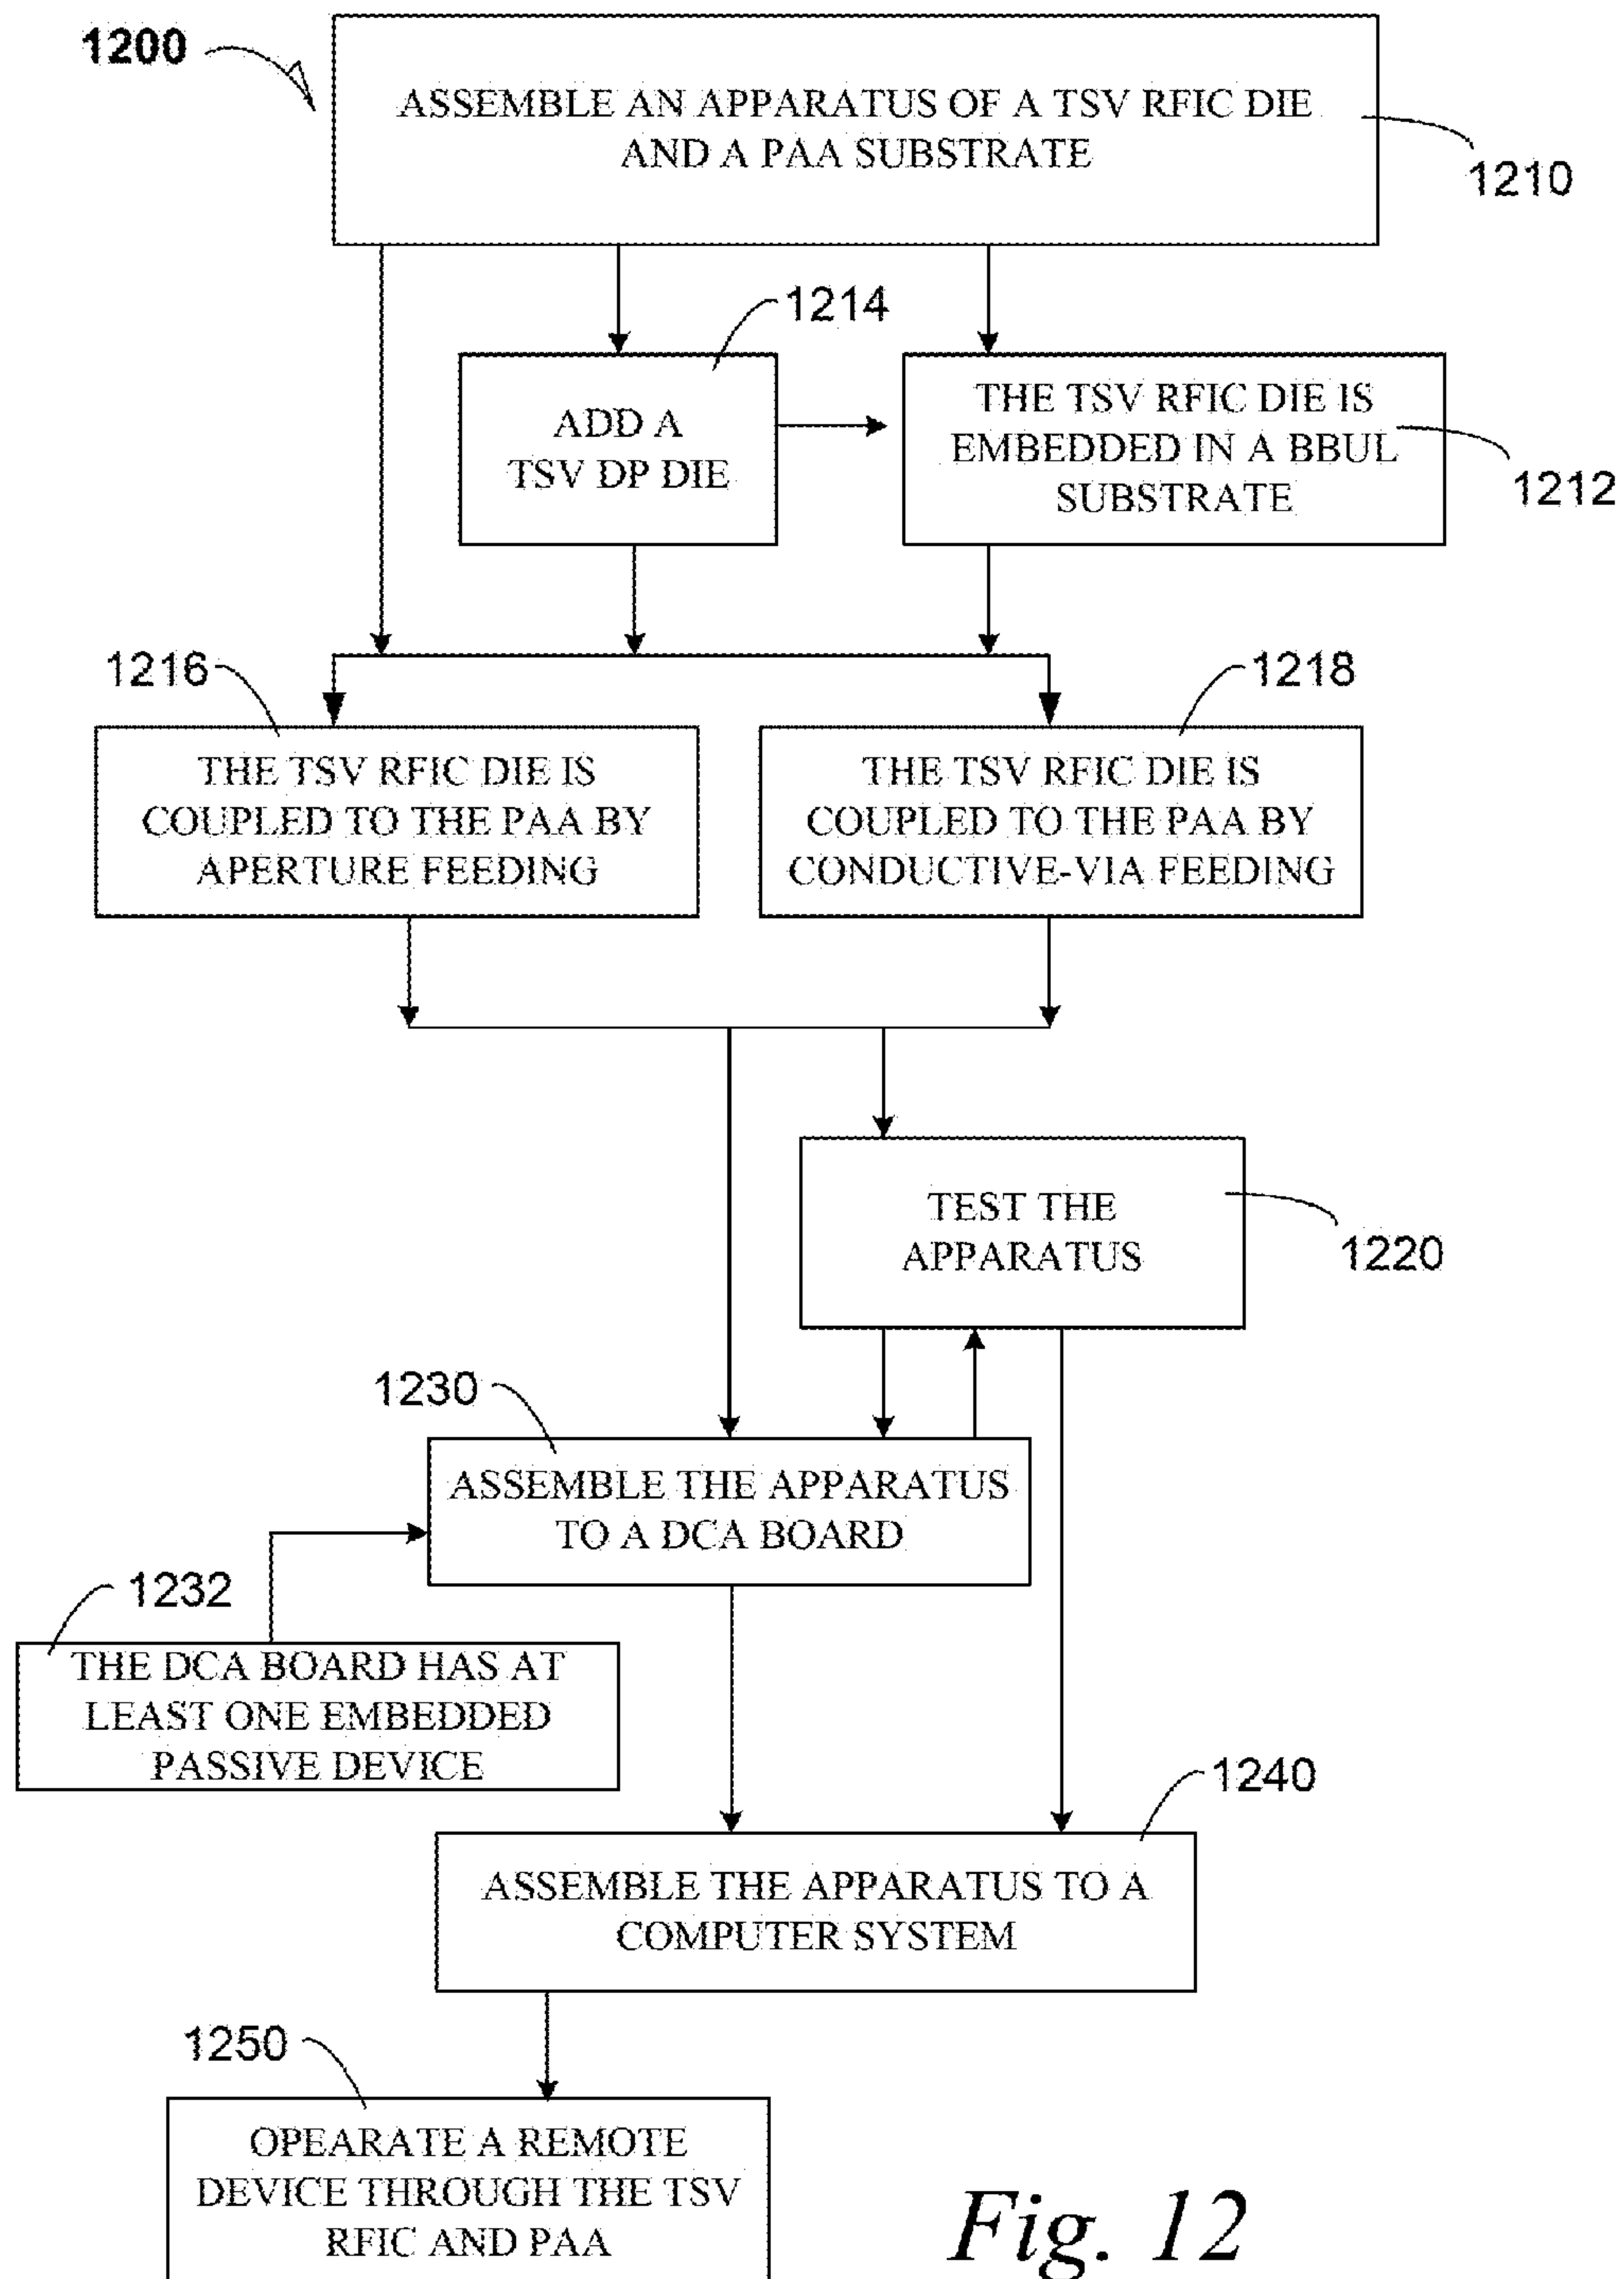 1200
ASSEMBLE AN APPARATUS OF A TSV RFIC DIE
AND A PAA SUBSTRATE
1210
1214
ADD A
TSV DP DIE
THE TSV RFIC DIE IS
EMBEDDED IN A BBUL
SUBSTRATE
1212
1216
1218
THE TSV RFIC DIE IS
COUPLED TO THE PAA BY
APERTURE FEEDING
THE TSV RFIC DIE IS
COUPLED TO THE PAA BY
CONDUCTIVE-VIA FEEDING
TEST THE
APPARATUS
1220
1230
ASSEMBLE THE APPARATUS
TO A DCA BOARD
1232
THE DCA BOARD HAS AT
LEAST ONE EMBEDDED
PASSIVE DEVICE
1240
ASSEMBLE THE APPARATUS TO A
COMPUTER SYSTEM
1250
OPEARATE A REMOTE
DEVICE THROUGH THE TSV
RFIC AND PAA
Fig. 12